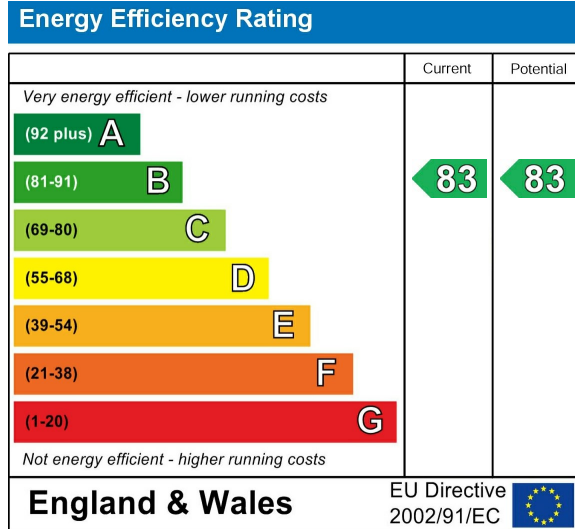 Energy Efficiency Rating
Current Potential
Very energy efficient - lower running costs
(92 plus) A
(81-91) B 83 83
(69-80) C
(55-68) D
(39-54) E
(21-38) F
(1-20) G
Not energy efficient - higher running costs
England & Wales
EU Directive
2002/91/EC